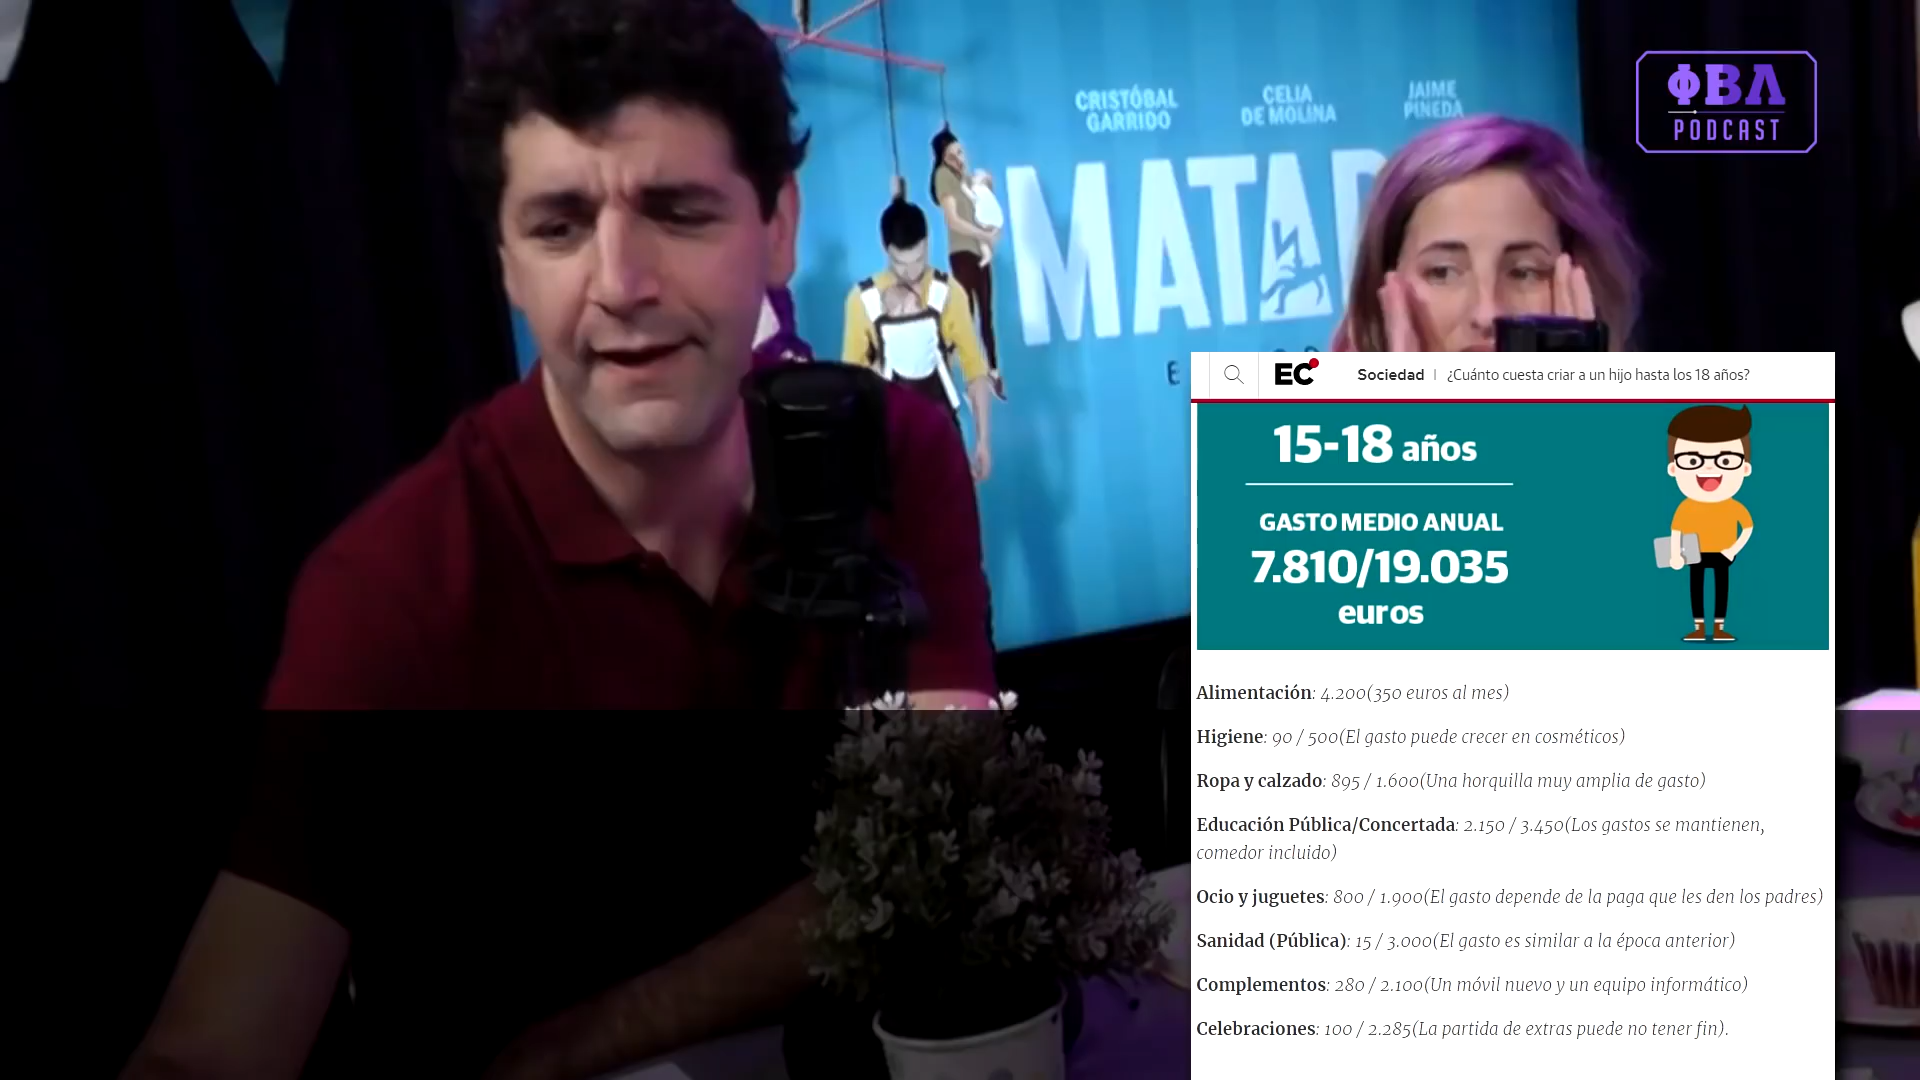 CRISTÓBAL
GARRIDO
CELIA
DE MOLINA
JAIME
PINEDA
MATAR
ΦΒΛ
PODCAST
EC
Sociedad | ¿Cuánto cuesta criar a un hijo hasta los 18 años?
15-18 años
GASTO MEDIO ANUAL
7.810/19.035
euros
Alimentación: 4.200(350 euros al mes)
Higiene: 90 / 500(El gasto puede crecer en cosméticos)
Ropa y calzado: 895 / 1.600(Una horquilla muy amplia de gasto)
Educación Pública/Concertada: 2.150 / 3.450(Los gastos se mantienen,
comedor incluido)
Ocio y juguetes: 800 / 1.900(El gasto depende de la paga que les den los padres)
Sanidad (Pública): 15 / 3.000(El gasto es similar a la época anterior)
Complementos: 280 / 2.100(Un móvil nuevo y un equipo informático)
Celebraciones: 100 / 2.285(La partida de extras puede no tener fin).